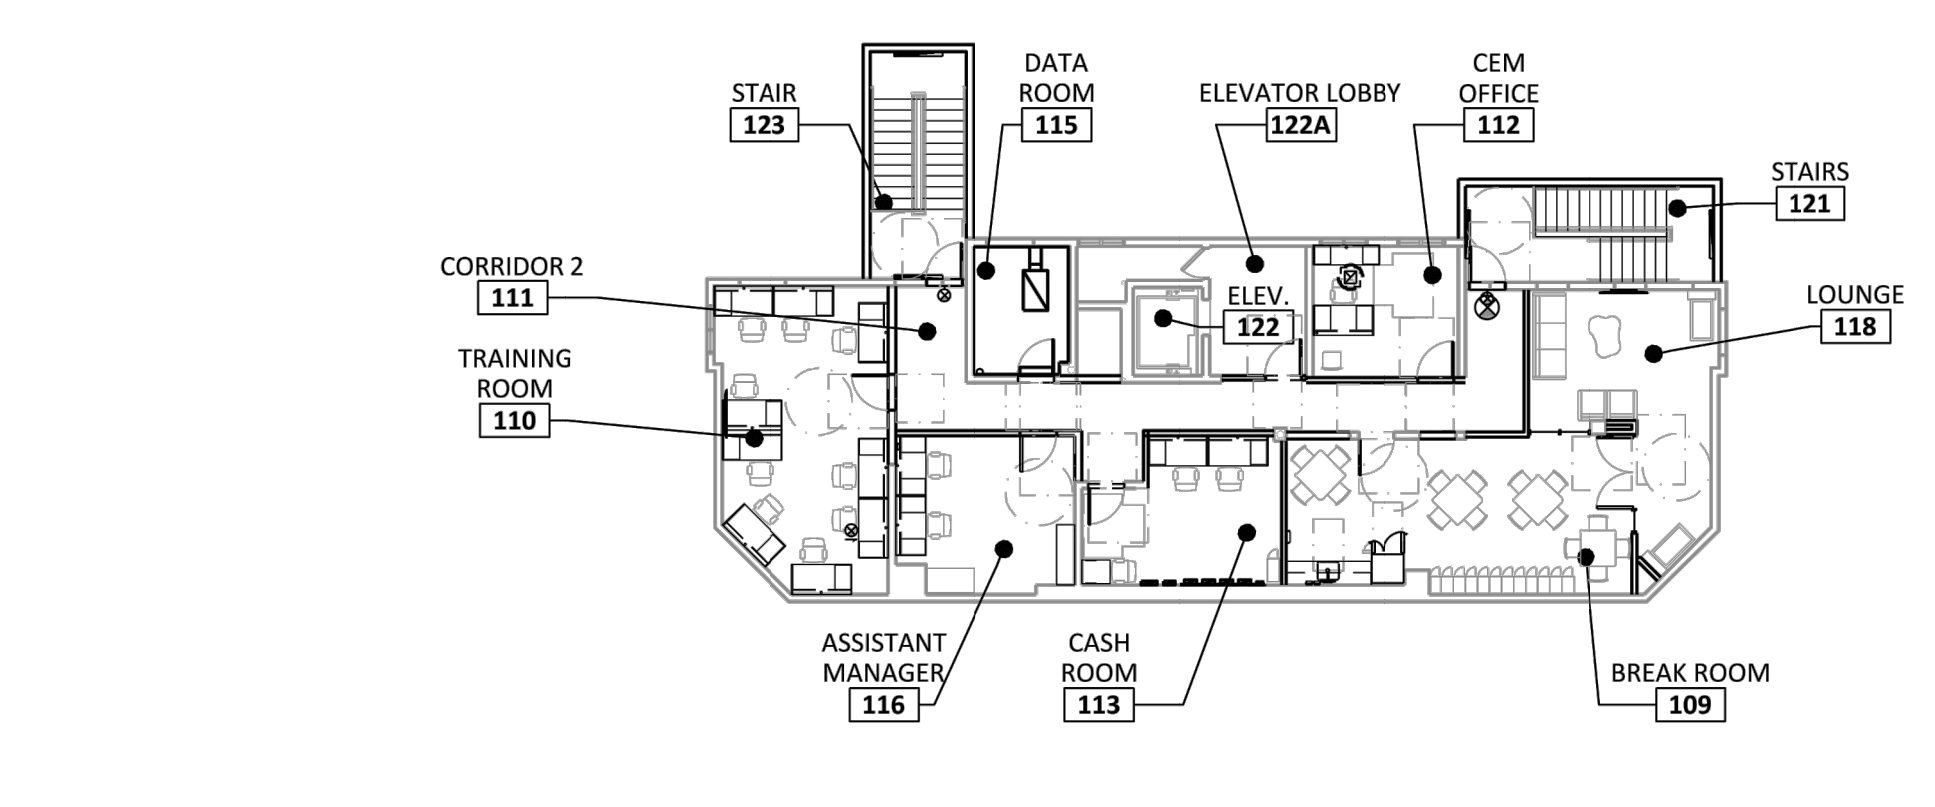 DATA
ROOM
115
STAIR
123
ELEVATOR LOBBY
122A
CEM
OFFICE
112
STAIRS
121
CORRIDOR 2
111
ELEV.
122
LOUNGE
118
TRAINING
ROOM
110
ASSISTANT
MANAGER
116
CASH
ROOM
113
BREAK ROOM
109